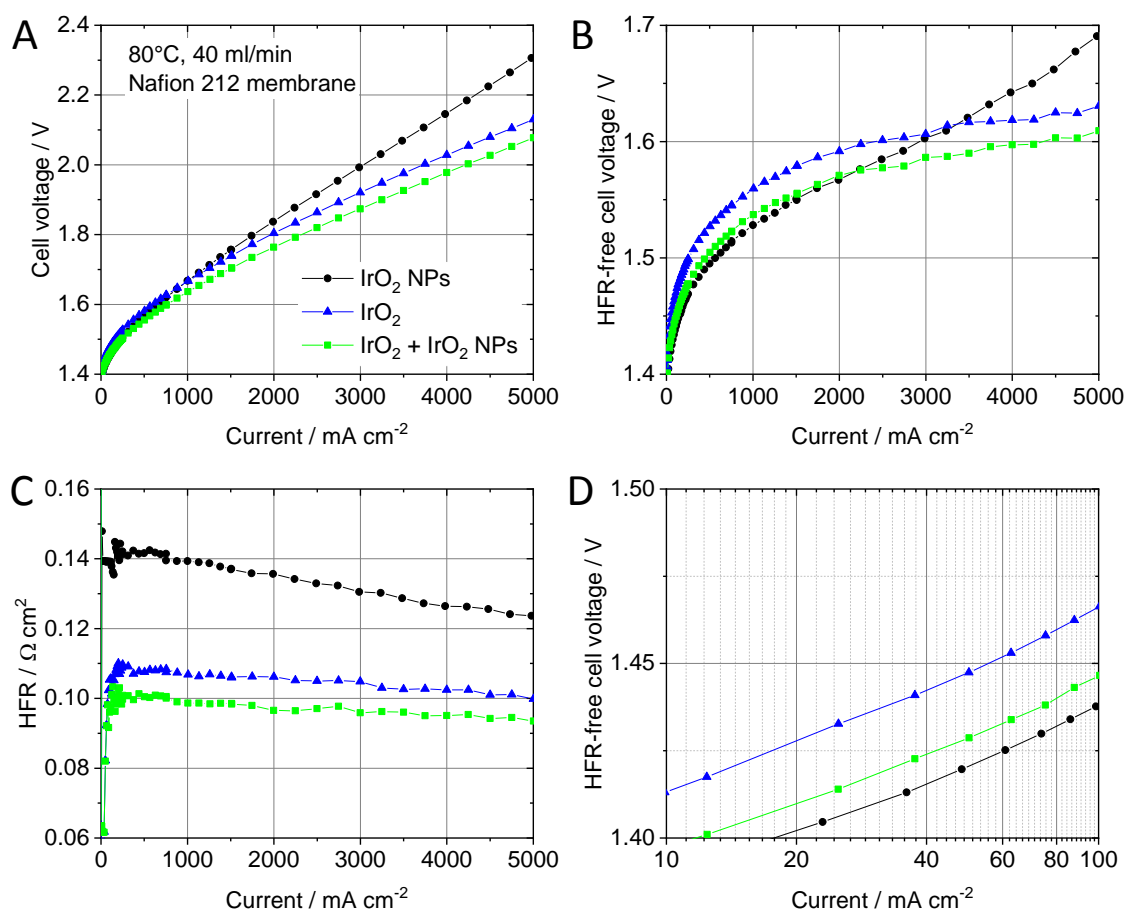 A
80°C, 40 ml/min
Nafion 212 membrane
IrO₂ NPs
IrO₂
IrO₂ + IrO₂ NPs
Cell voltage / V
2.4
2.2
2.0
1.8
1.6
1.4
0 1000 2000 3000 4000 5000
Current / mA cm⁻²
B
HFR-free cell voltage / V
1.7
1.6
1.5
1.4
0 1000 2000 3000 4000 5000
Current / mA cm⁻²
C
HFR / Ω cm²
0.16
0.14
0.12
0.10
0.08
0.06
0 1000 2000 3000 4000 5000
Current / mA cm⁻²
D
HFR-free cell voltage / V
1.50
1.45
1.40
10 20 40 60 80 100
Current / mA cm⁻²